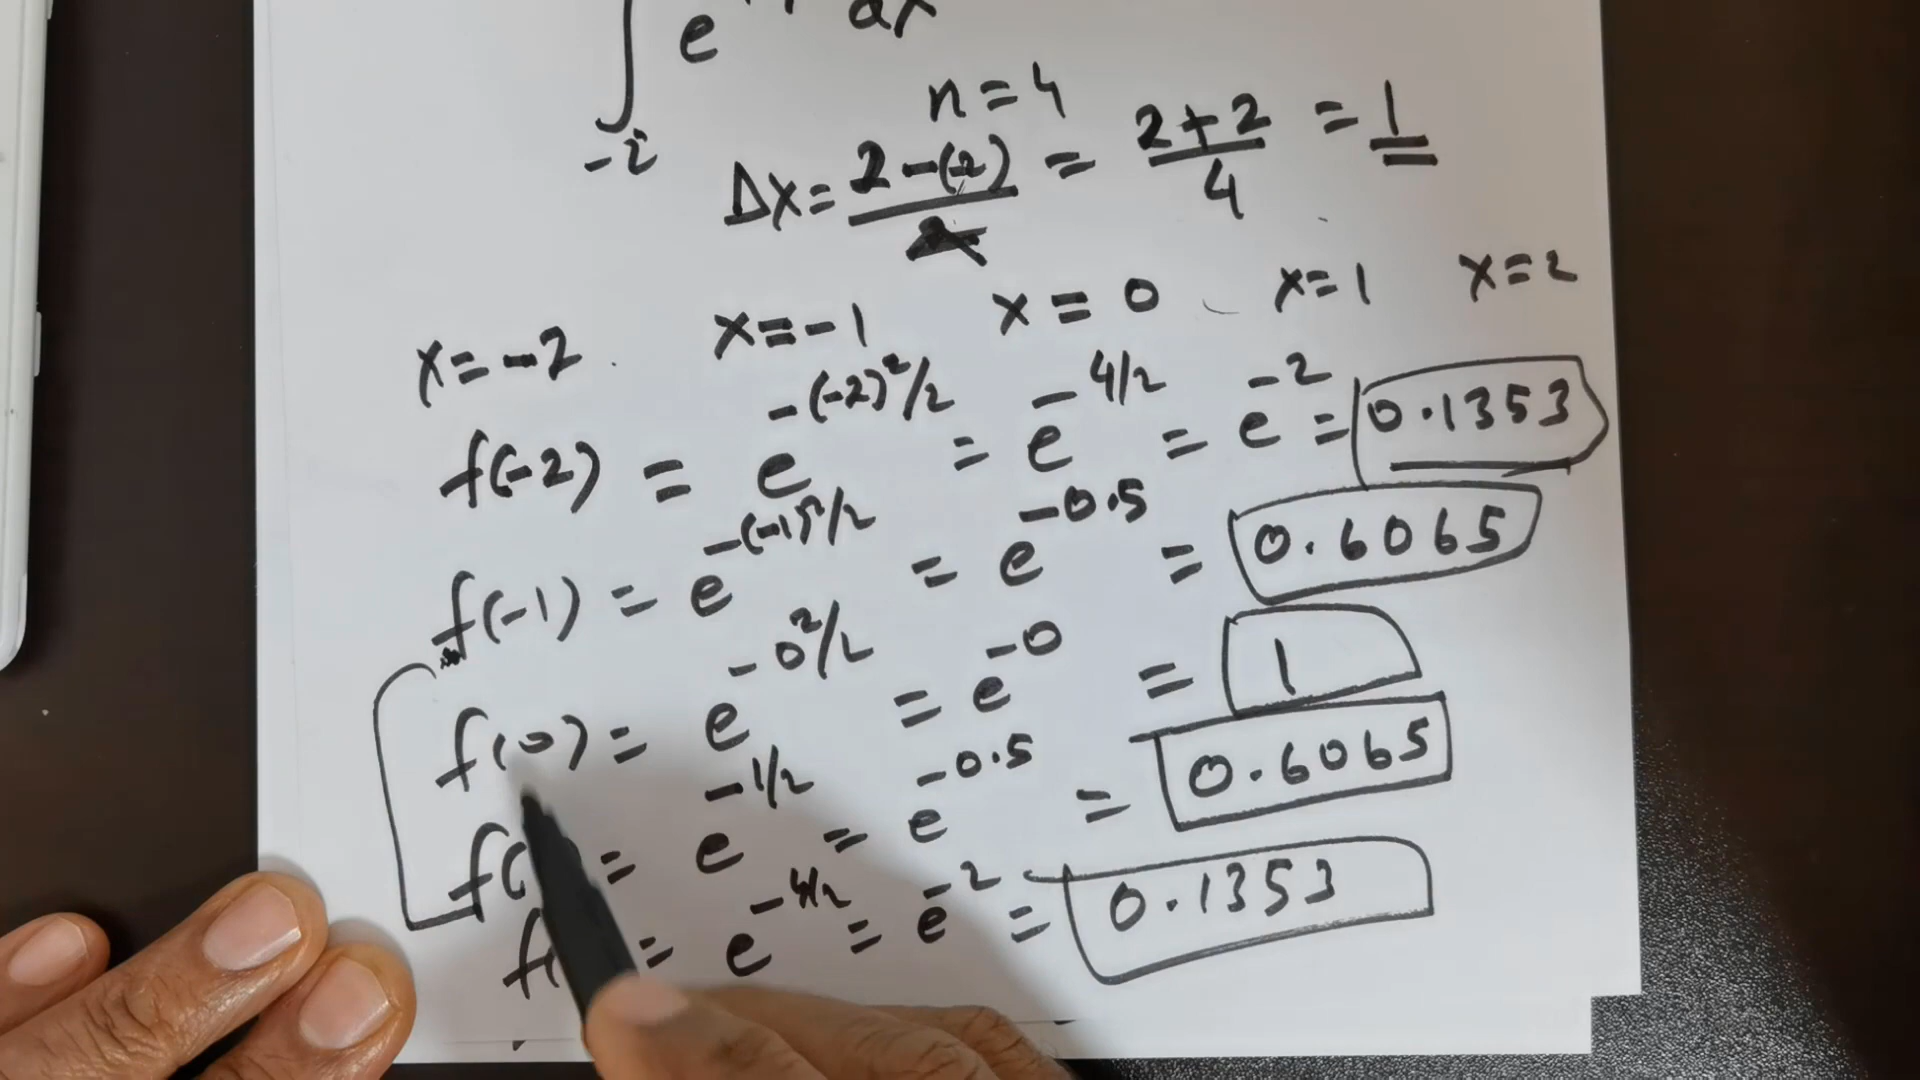 ∫ e dx
-2
n=4
Δx= 2-(-2) = 2+2/4 = 1
x=-2 x=-1 x=0 x=1 x=2
f(-2) = e^-(-2)²/2 = e^-4/2 = e^-2 = 0.1353
f(-1) = e^-(-1)²/2 = e^-0.5 = 0.6065
f(0) = e^-0²/2 = e^-0 = 1
f( = e^-1/2 = e^-0.5 = 0.6065
f( = e^-4/2 = e^-2 = 0.1353